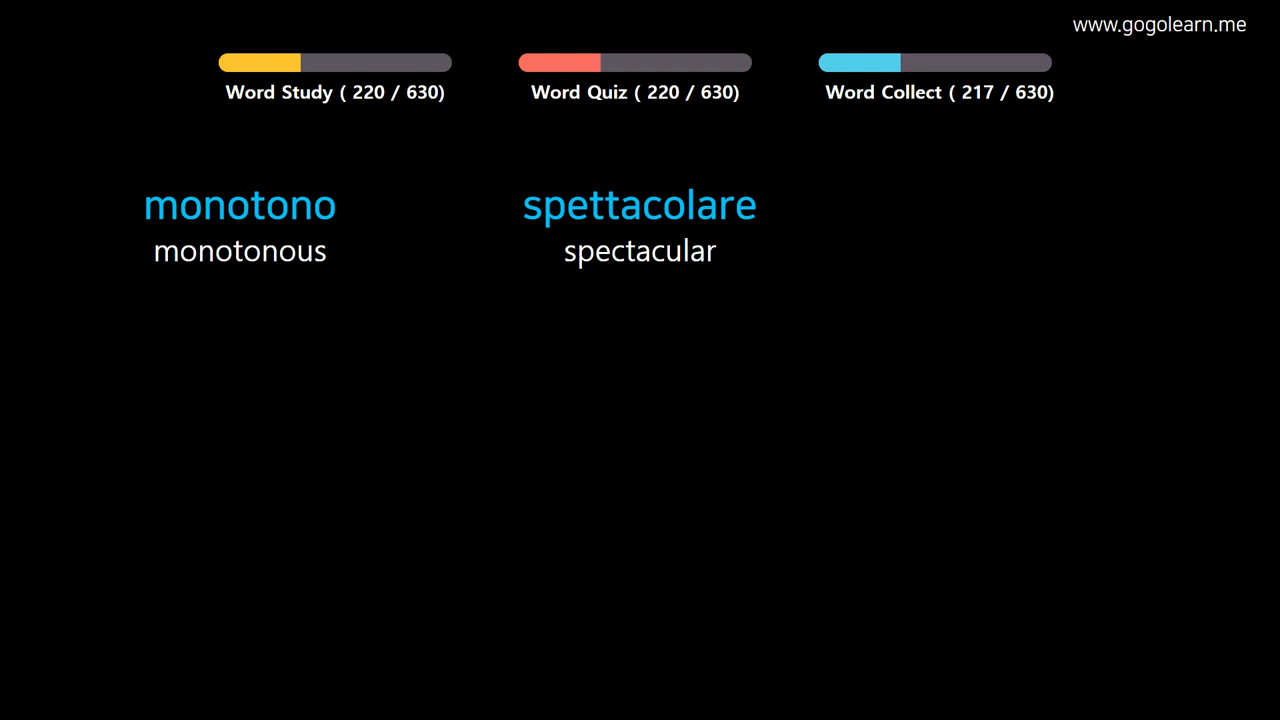 www.gogolearn.me
Word Study ( 220 / 630)
Word Quiz ( 220 / 630)
Word Collect ( 217 / 630)
monotono
monotonous
spettacolare
spectacular